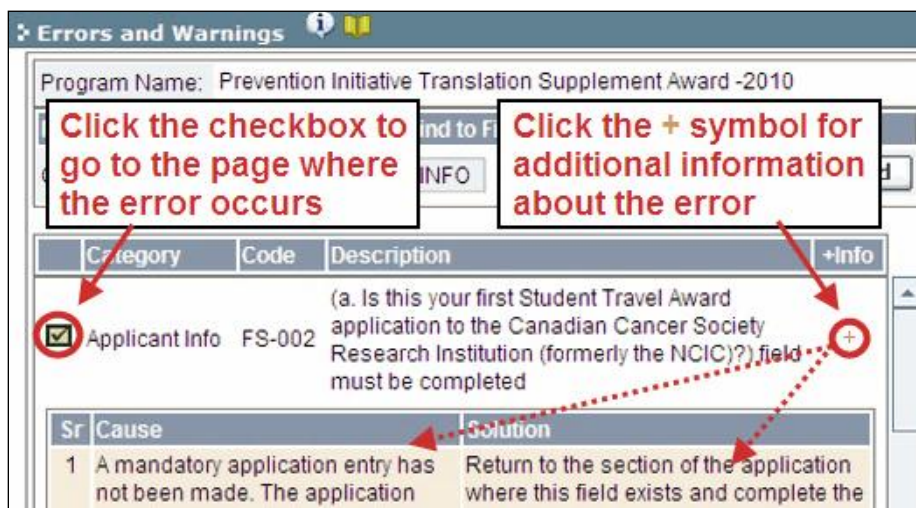 Errors and Warnings
Program Name: Prevention Initiative Translation Supplement Award -2010
Click the checkbox to
go to the page where
the error occurs
Click the + symbol for
additional information
about the error
ind to Fi
INFO
d
Category Code Description +Info
Applicant Info FS-002 (a. Is this your first Student Travel Award
application to the Canadian Cancer Society
Research Institution (formerly the NCIC)?) field
must be completed
+
Sr Cause Solution
1 A mandatory application entry has Return to the section of the application
not been made. The application where this field exists and complete the